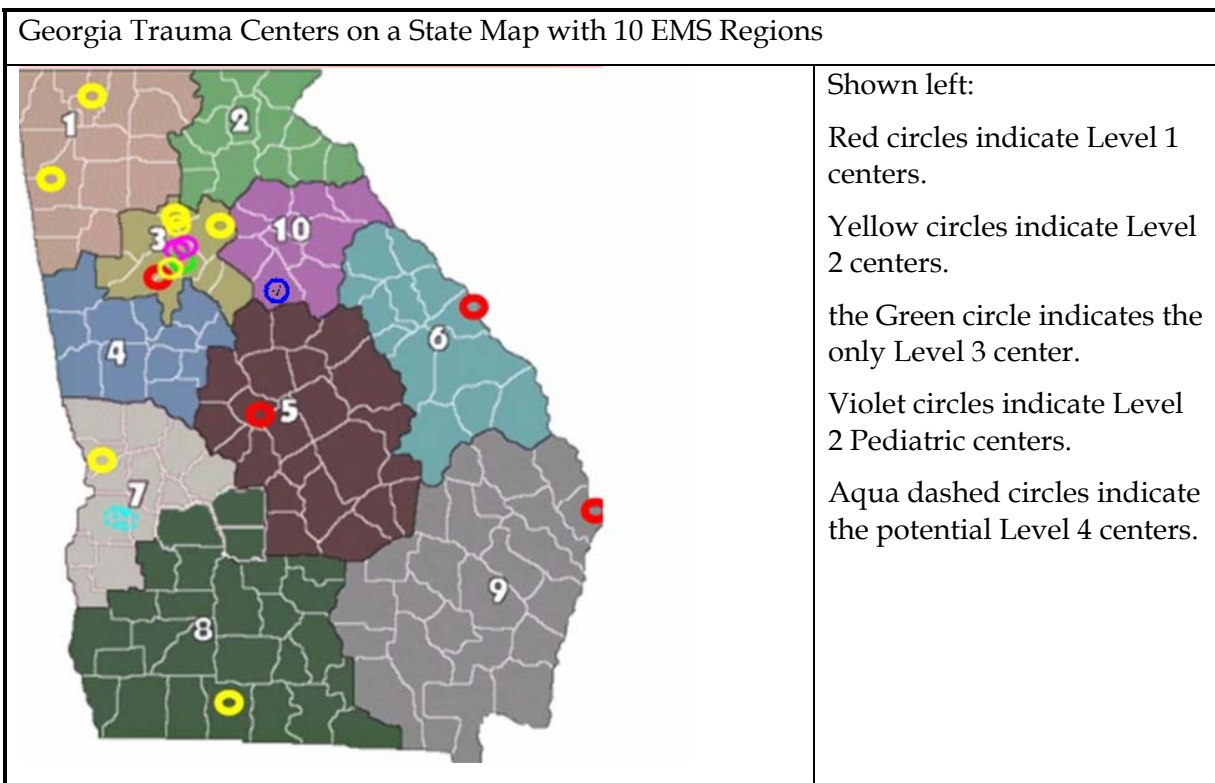 Georgia Trauma Centers on a State Map with 10 EMS Regions
1
2
3
10
4
6
5
7
9
8
Shown left:
Red circles indicate Level 1
centers.
Yellow circles indicate Level
2 centers.
the Green circle indicates the
only Level 3 center.
Violet circles indicate Level
2 Pediatric centers.
Aqua dashed circles indicate
the potential Level 4 centers.